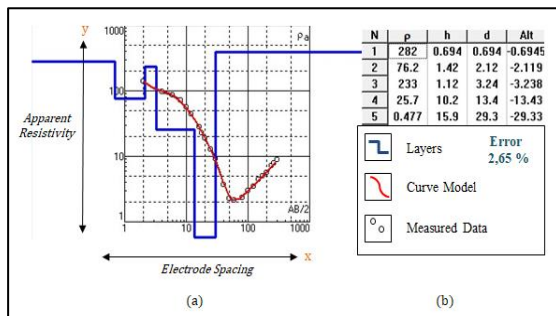 y
1000
ρa
100
10
1
1
10
100
1000
AB/2
Apparent
Resistivity
Electrode Spacing
x
(a)
N ρ h d Alt
1 282 0.694 0.694 -0.6945
2 76.2 1.42 2.12 -2.119
3 233 1.12 3.24 -3.238
4 25.7 10.2 13.4 -13.43
5 0.477 15.9 29.3 -29.33
Layers
Error
2,65 %
Curve Model
Measured Data
(b)